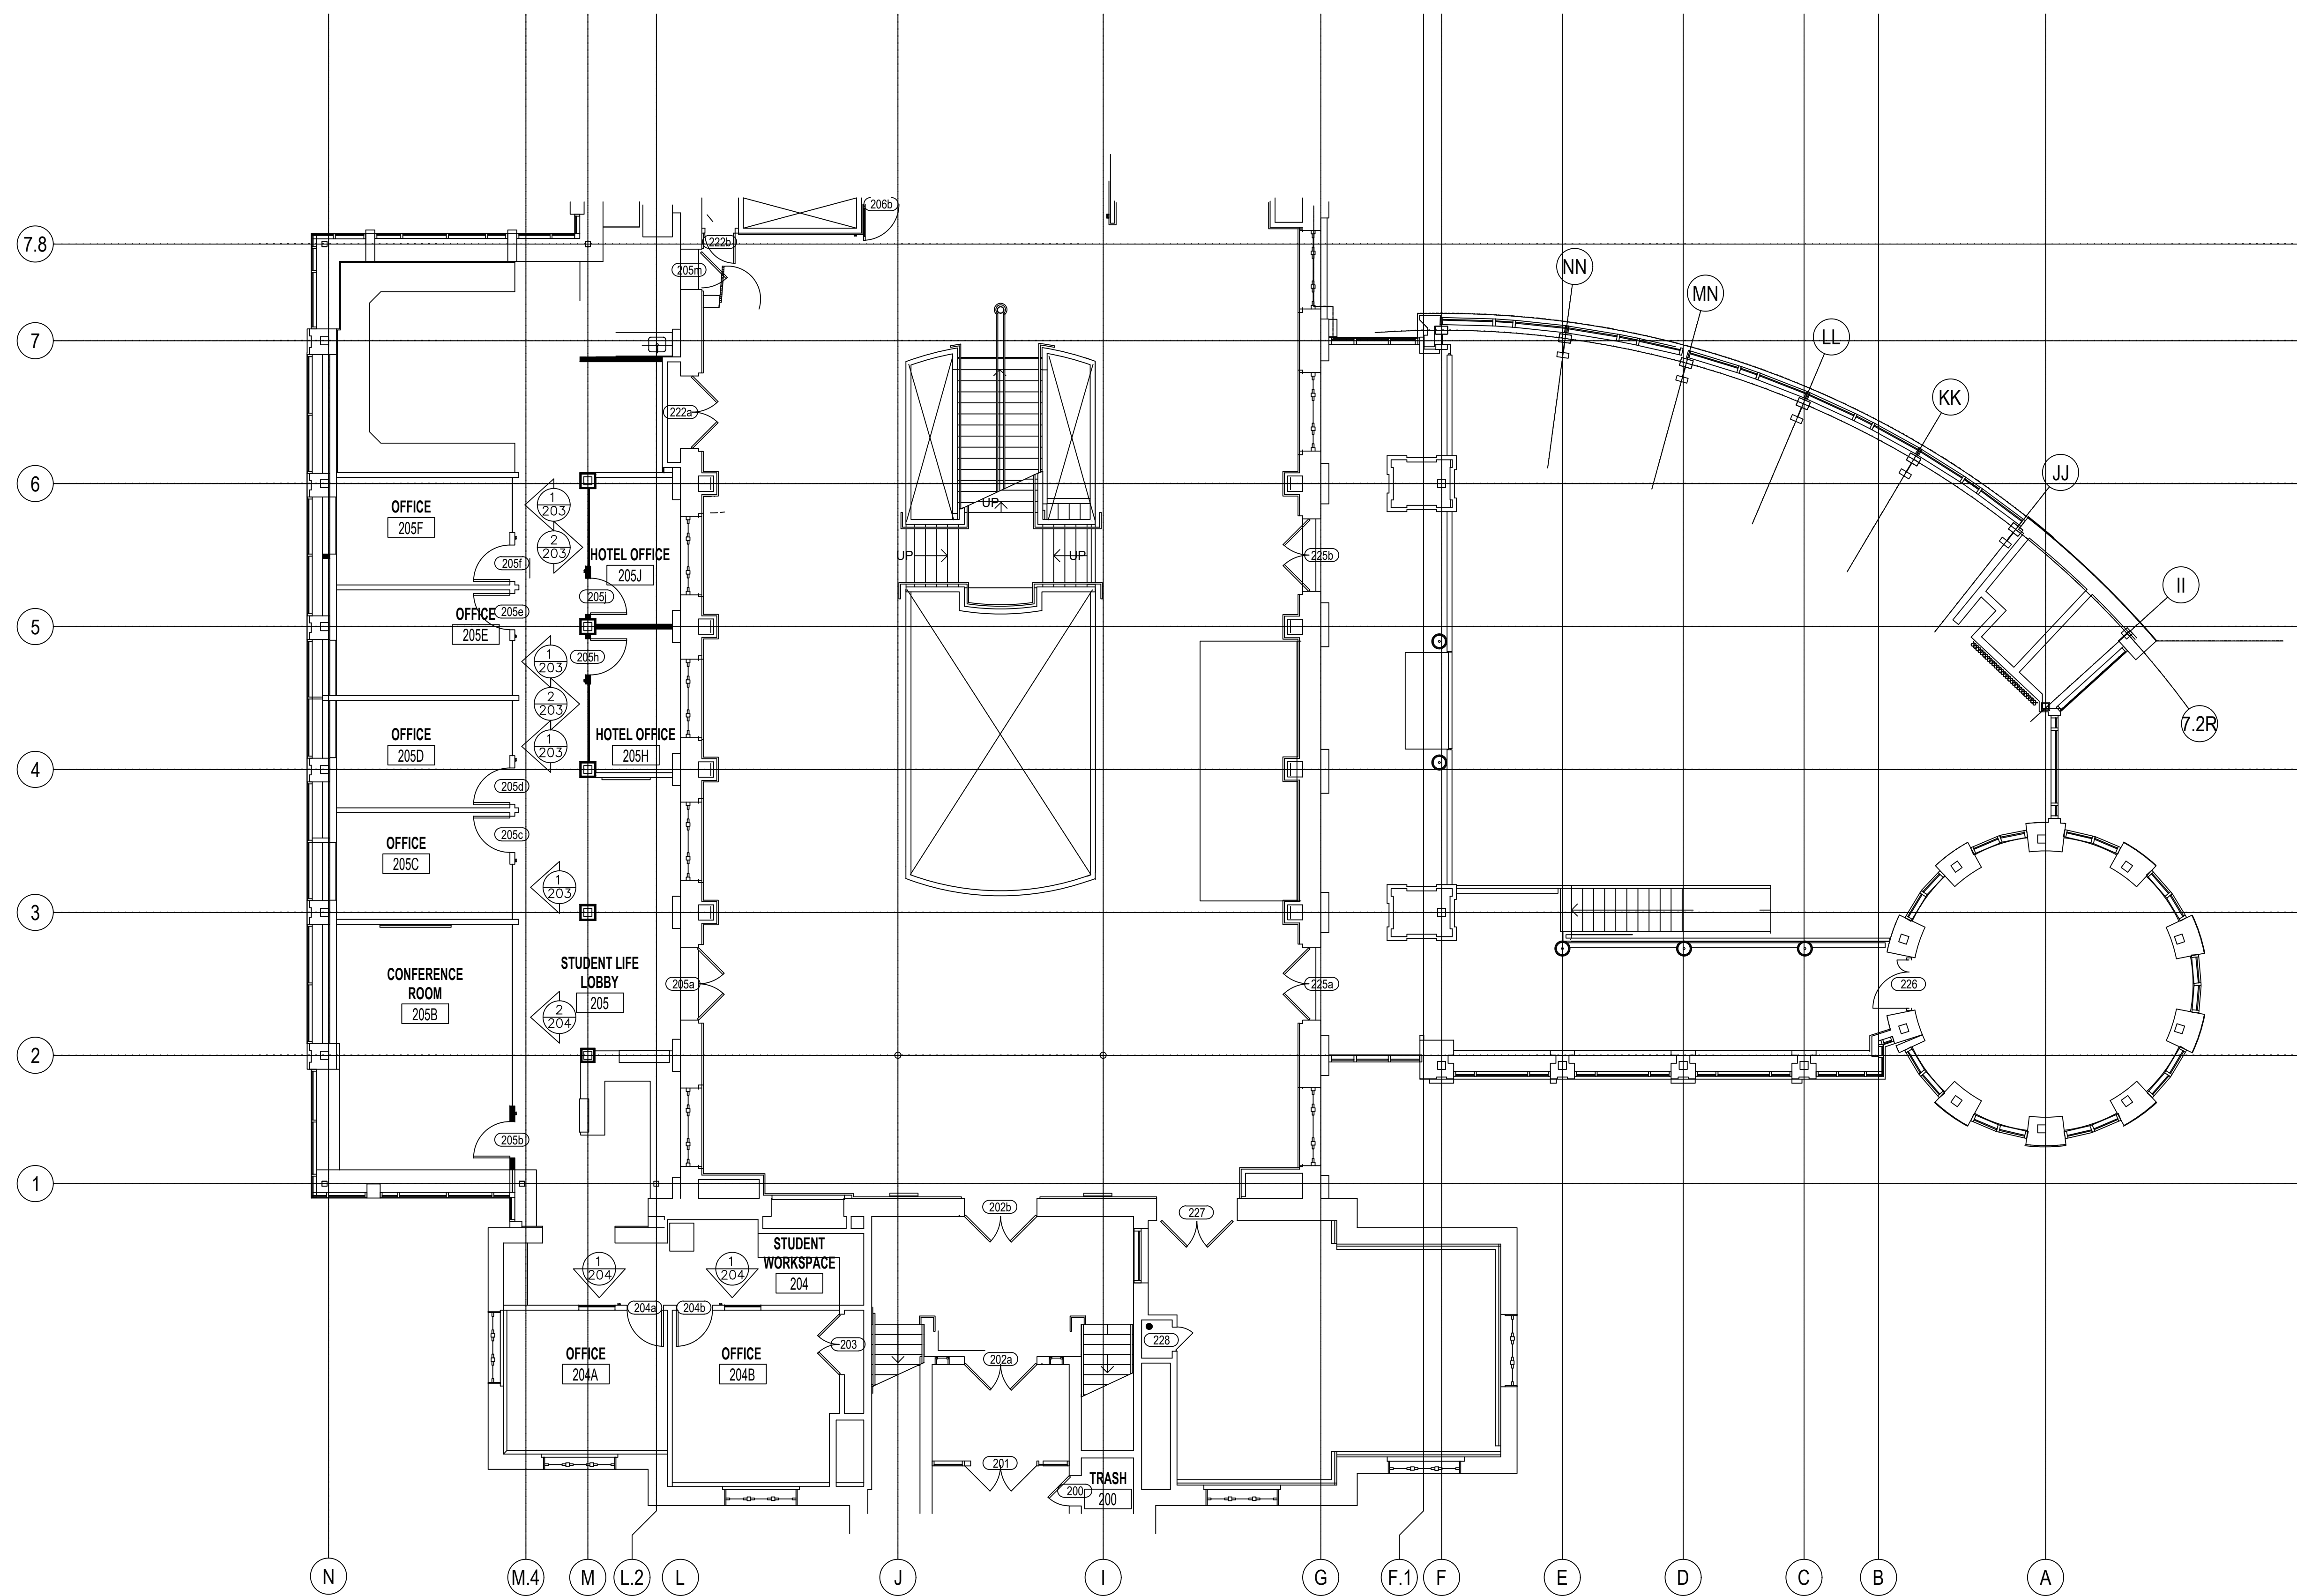 206b
7.8
222b
205m
NN
MN
7
LL
KK
222a
JJ
6
OFFICE
205F
1
203
UP
2
203
HOTEL OFFICE
205J
205f
UP
UP
225b
II
205j
OFFICE
205E
205e
5
1
203
205h
2
203
7.2R
OFFICE
205D
1
203
HOTEL OFFICE
205H
4
205d
205c
OFFICE
205C
1
203
3
STUDENT LIFE
LOBBY
205
CONFERENCE
ROOM
205B
205a
225a
226
2
204
2
205b
1
202b
227
STUDENT
WORKSPACE
204
1
204
1
204
204a
204b
203
228
OFFICE
204A
OFFICE
204B
202a
201
TRASH
200
200
N
M.4
M
L.2
L
J
I
G
F.1
F
E
D
C
B
A